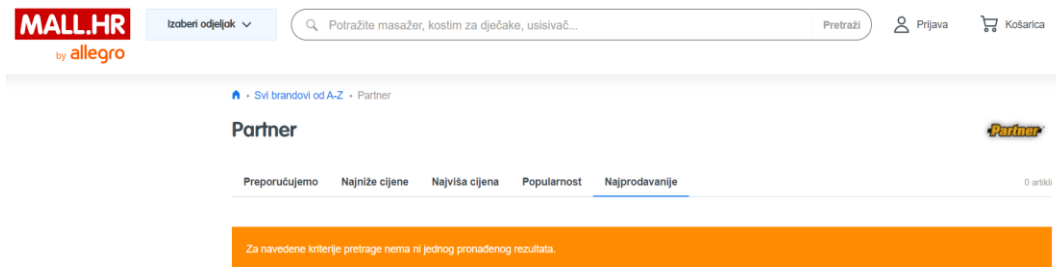 MALL.HR
by allegro
Izaberi odjeljak
Potražite masažer, kostim za dječake, usisivač...
Pretraži
Prijava
Košarica
Svi brandovi od A-Z • Partner
Partner
Partner
Preporučujemo Najniže cijene Najviša cijena Popularnost Najprodavanije
0 artikli
Za navedene kriterije pretrage nema ni jednog pronađenog rezultata.